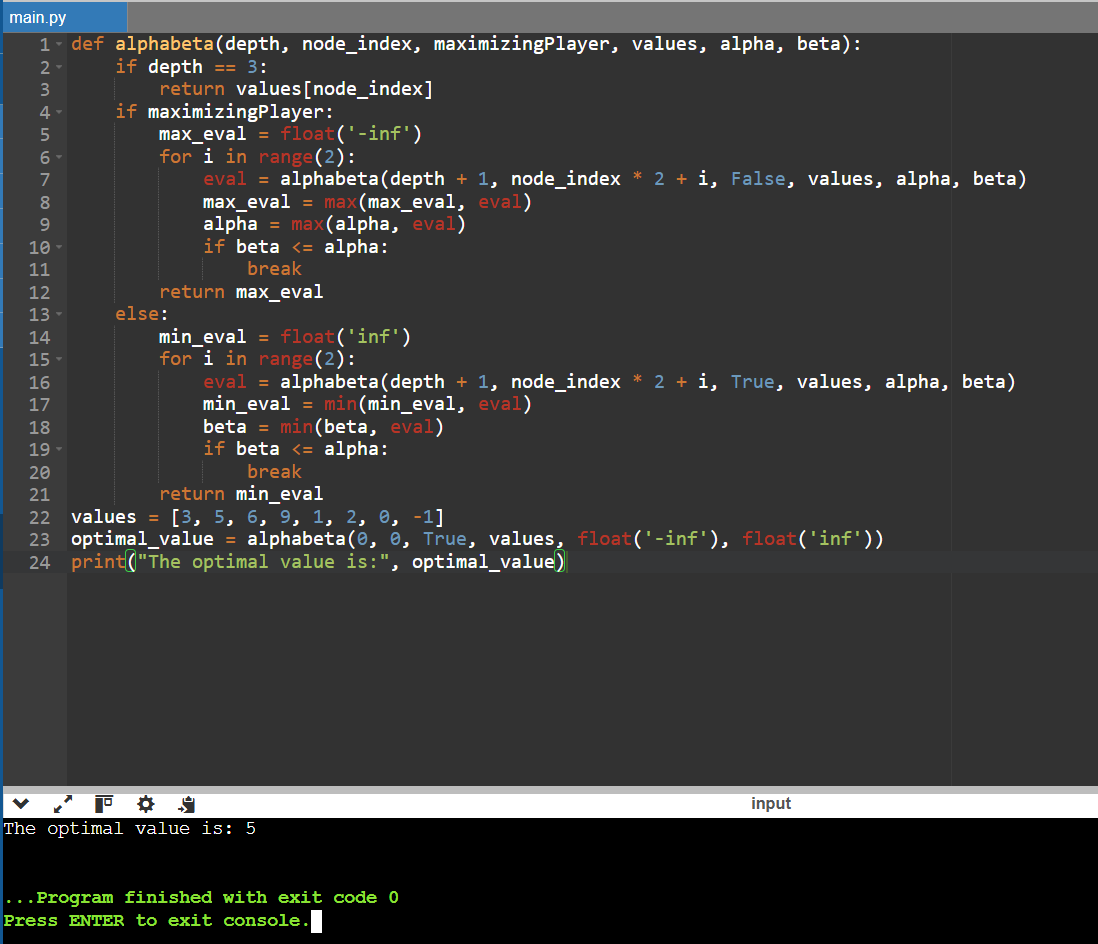 main.py
1 def alphabeta(depth, node_index, maximizingPlayer, values, alpha, beta):
2     if depth == 3:
3         return values[node_index]
4     if maximizingPlayer:
5         max_eval = float('-inf')
6         for i in range(2):
7             eval = alphabeta(depth + 1, node_index * 2 + i, False, values, alpha, beta)
8             max_eval = max(max_eval, eval)
9             alpha = max(alpha, eval)
10             if beta <= alpha:
11                 break
12         return max_eval
13     else:
14         min_eval = float('inf')
15         for i in range(2):
16             eval = alphabeta(depth + 1, node_index * 2 + i, True, values, alpha, beta)
17             min_eval = min(min_eval, eval)
18             beta = min(beta, eval)
19             if beta <= alpha:
20                 break
21         return min_eval
22 values = [3, 5, 6, 9, 1, 2, 0, -1]
23 optimal_value = alphabeta(0, 0, True, values, float('-inf'), float('inf'))
24 print("The optimal value is:", optimal_value)
input
The optimal value is: 5
...Program finished with exit code 0
Press ENTER to exit console.